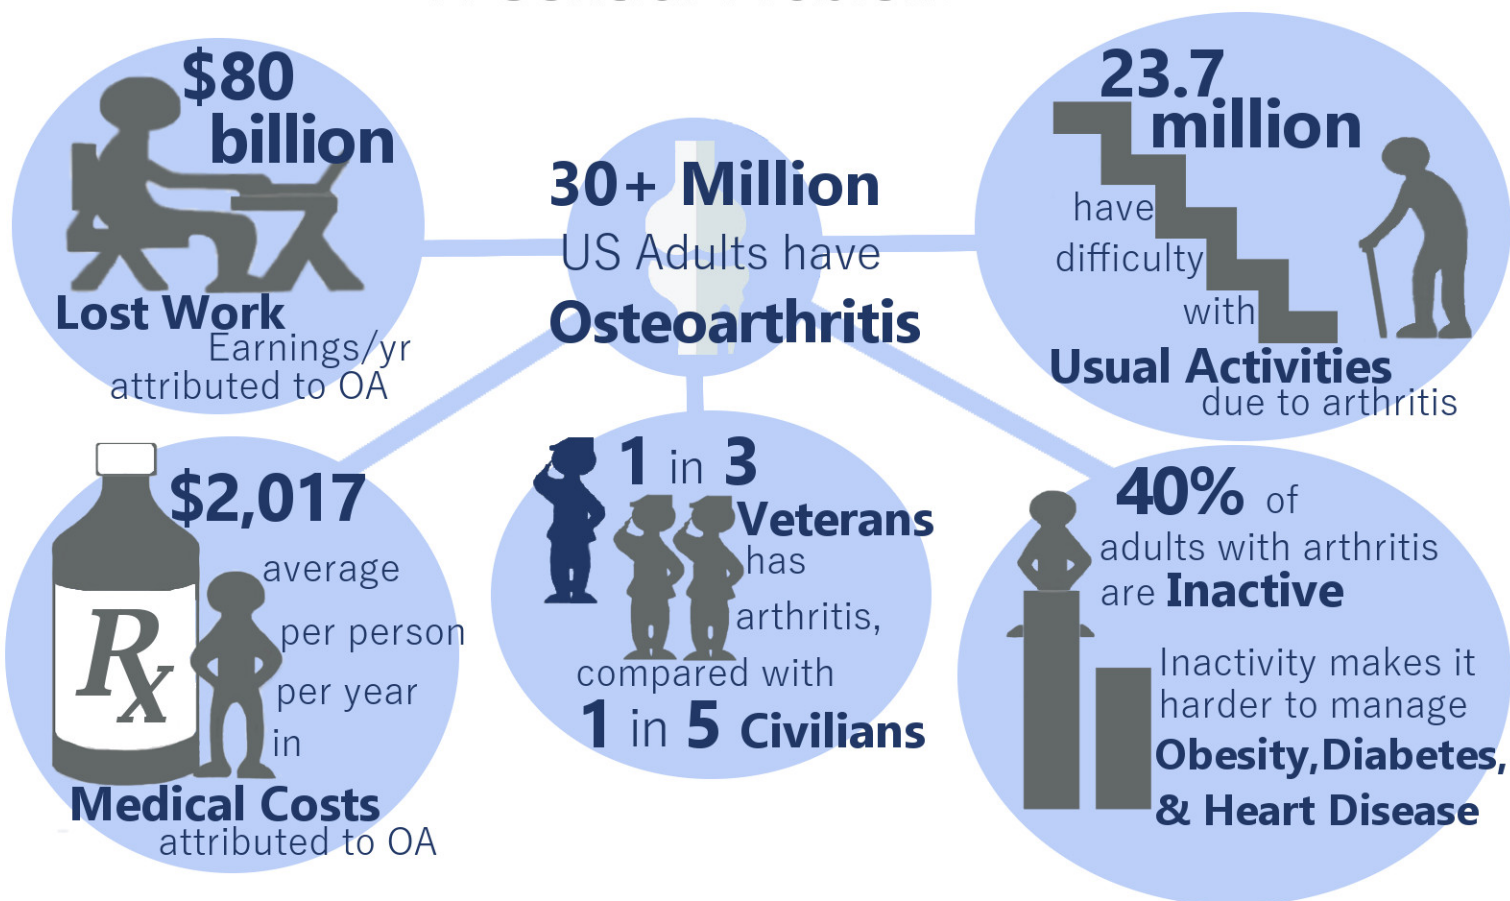 $80
billion
Lost Work
Earnings/yr
attributed to OA
30+ Million
US Adults have
Osteoarthritis
23.7
million
have
difficulty
with
Usual Activities
due to arthritis
$2,017
average
per person
per year
in
Medical Costs
attributed to OA
Rx
1 in 3
Veterans
has
arthritis,
compared with
1 in 5 Civilians
40% of
adults with arthritis
are Inactive
Inactivity makes it
harder to manage
Obesity, Diabetes,
& Heart Disease